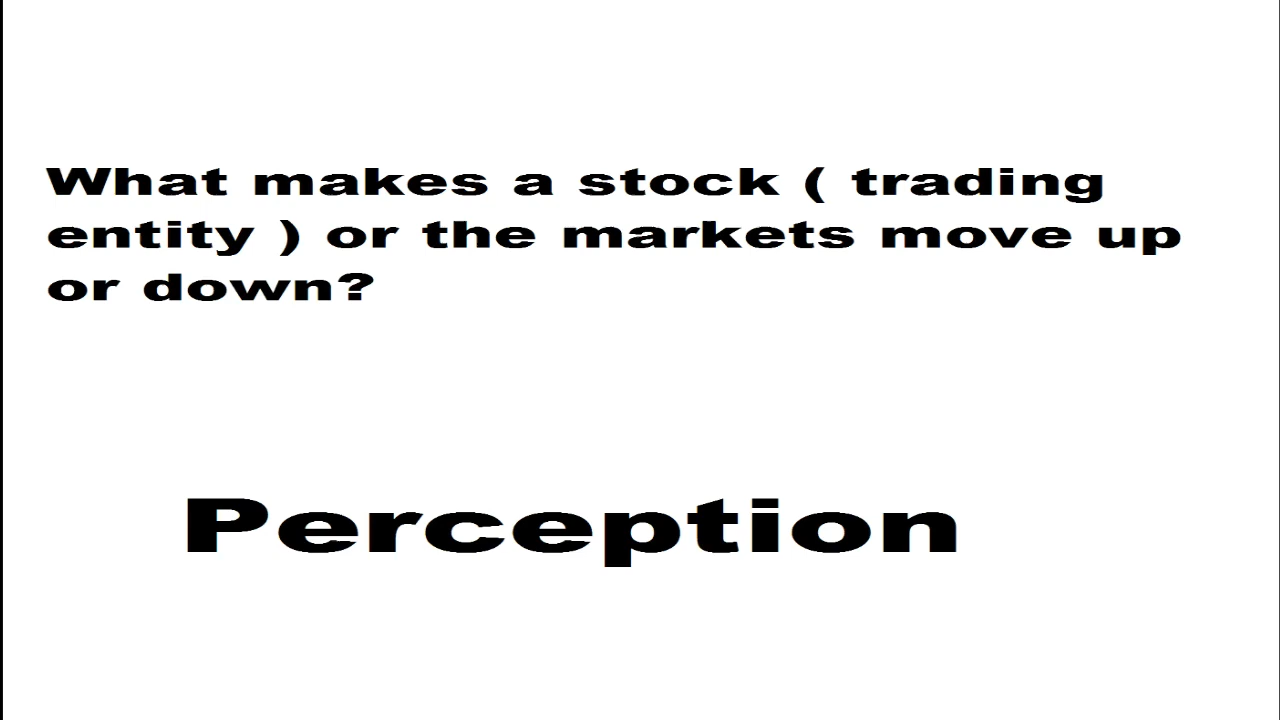 What makes a stock ( trading
entity ) or the markets move up
or down?
Perception